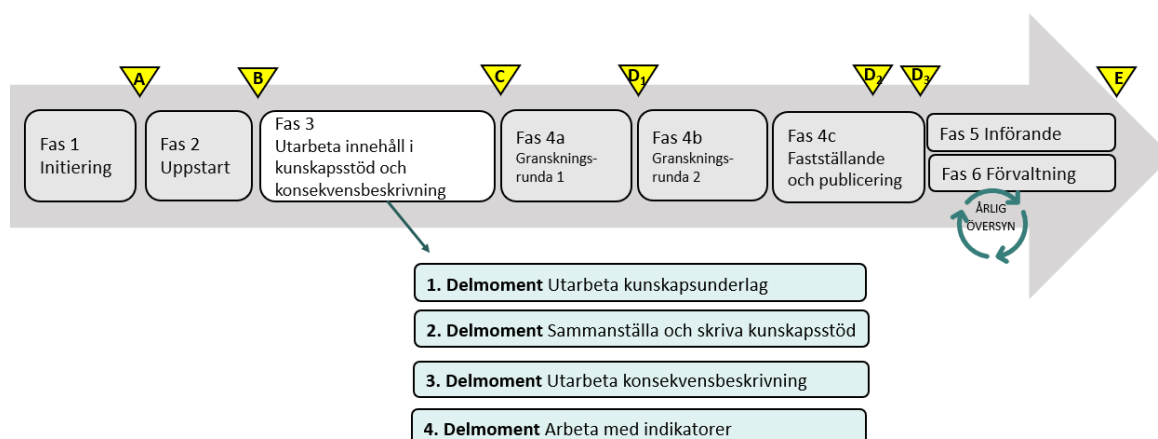 A
B
C
D1
D2
D3
E
Fas 1
Initiering
Fas 2
Uppstart
Fas 3
Utarbeta innehåll i
kunskapsstöd och
konsekvensbeskrivning
Fas 4a
Gransknings-
runda 1
Fas 4b
Gransknings-
runda 2
Fas 4c
Fastställande
och publicering
Fas 5 Införande
Fas 6 Förvaltning
ÅRLIG
ÖVERSYN
1. Delmoment Utarbeta kunskapsunderlag
2. Delmoment Sammanställa och skriva kunskapsstöd
3. Delmoment Utarbeta konsekvensbeskrivning
4. Delmoment Arbeta med indikatorer